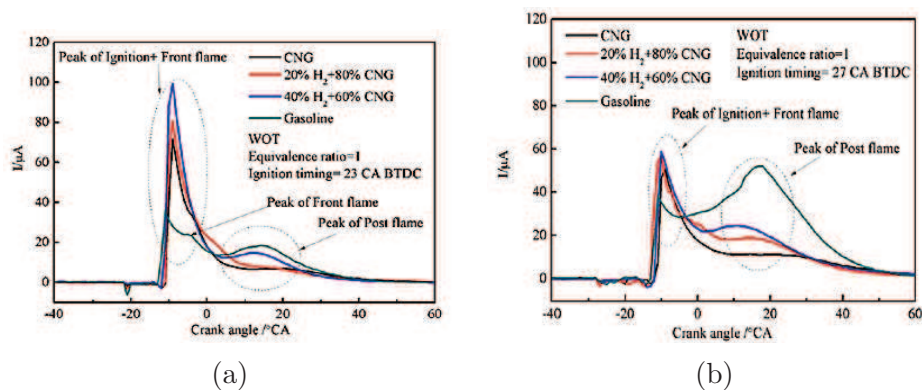 120
100
80
60
40
20
0
I/μA
-40
-20
0
20
40
60
Crank angle /°CA
Peak of Ignition+ Front flame
CNG
20% H₂+80% CNG
40% H₂+60% CNG
Gasoline
WOT
Equivalence ratio=1
Ignition timing= 23 CA BTDC
Peak of Front flame
Peak of Post flame
(a)
120
100
80
60
40
20
0
I/μA
-40
-20
0
20
40
60
Crank angle /°CA
CNG
20% H₂+80% CNG
40% H₂+60% CNG
Gasoline
WOT
Equivalence ratio=1
Ignition timing= 27 CA BTDC
Peak of Ignition+ Front flame
Peak of Post flame
(b)